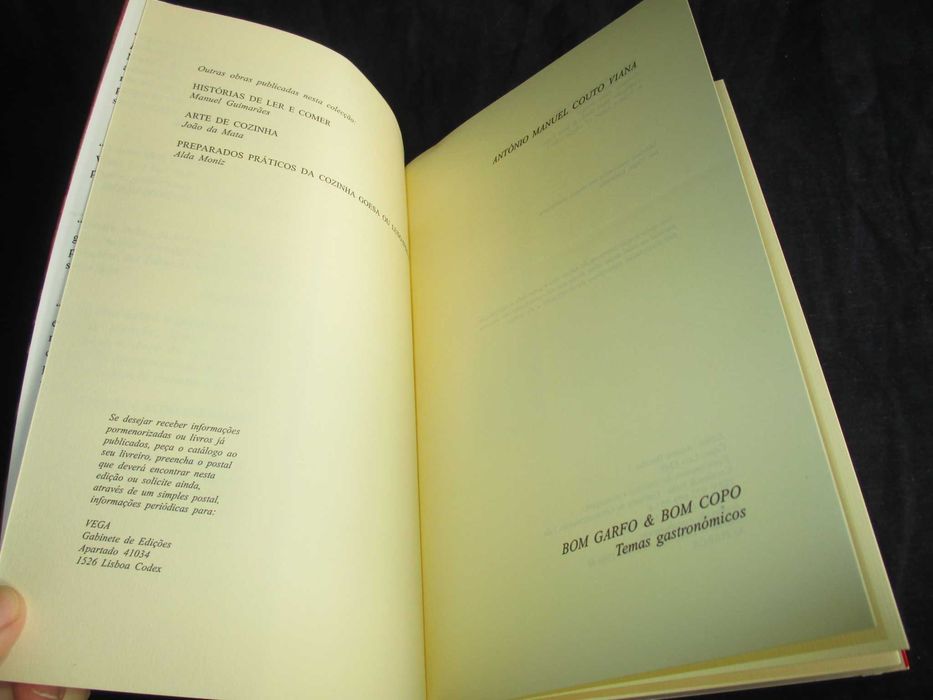 Outras obras publicadas nesta colecção:
HISTÓRIAS DE LER E COMER
Manuel Guimarães
ARTE DE COZINHA
João da Mata
PREPARADOS PRÁTICOS DA COZINHA GOESA OU
Alda Moniz
Se desejar receber informações
pormenorizadas ou livros já
publicados, peça o catálogo ao
seu livreiro, preencha o postal
que deverá encontrar nesta
edição ou solicite ainda,
através de um simples postal,
informações periódicas para:
VEGA
Gabinete de Edições
Apartado 41034
1526 Lisboa Codex
ANTÓNIO MANUEL COUTO VIANA
BOM GARFO & BOM COPO
Temas gastronómicos